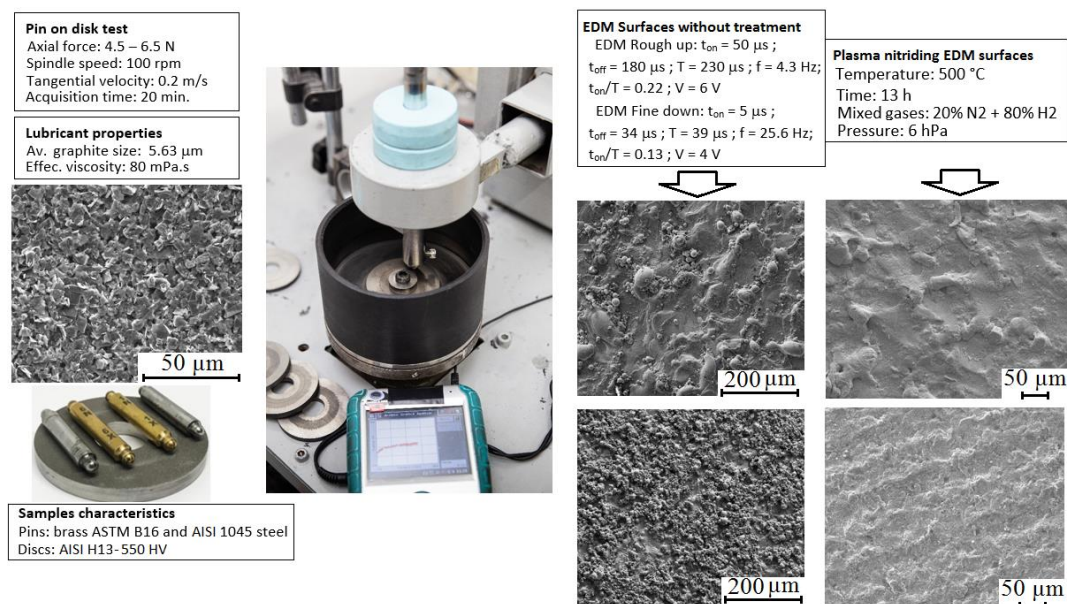 Pin on disk test
Axial force: 4.5 – 6.5 N
Spindle speed: 100 rpm
Tangential velocity: 0.2 m/s
Acquisition time: 20 min.
Lubricant properties
Av. graphite size: 5.63 µm
Effec. viscosity: 80 mPa.s
50 µm
Samples characteristics
Pins: brass ASTM B16 and AISI 1045 steel
Discs: AISI H13-550 HV
EDM Surfaces without treatment
EDM Rough up: ton = 50 µs ;
toff = 180 µs ; T = 230 µs ; f = 4.3 Hz;
ton/T = 0.22 ; V = 6 V
EDM Fine down: ton = 5 µs ;
toff = 34 µs ; T = 39 µs ; f = 25.6 Hz;
ton/T = 0.13 ; V = 4 V
Plasma nitriding EDM surfaces
Temperature: 500 °C
Time: 13 h
Mixed gases: 20% N2 + 80% H2
Pressure: 6 hPa
200 µm
50 µm
200 µm
50 µm